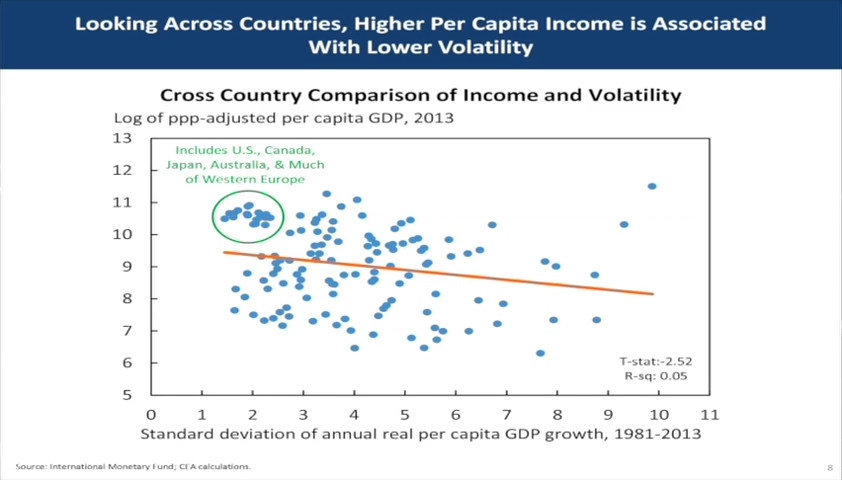 Looking Across Countries, Higher Per Capita Income is Associated
With Lower Volatility
Cross Country Comparison of Income and Volatility
Log of ppp-adjusted per capita GDP, 2013
13
12
11
10
9
8
7
6
5
Includes U.S., Canada,
Japan, Australia, & Much
of Western Europe
T-stat:-2.52
R-sq: 0.05
0 1 2 3 4 5 6 7 8 9 10 11
Standard deviation of annual real per capita GDP growth, 1981-2013
Source: International Monetary Fund; CEA calculations.
8